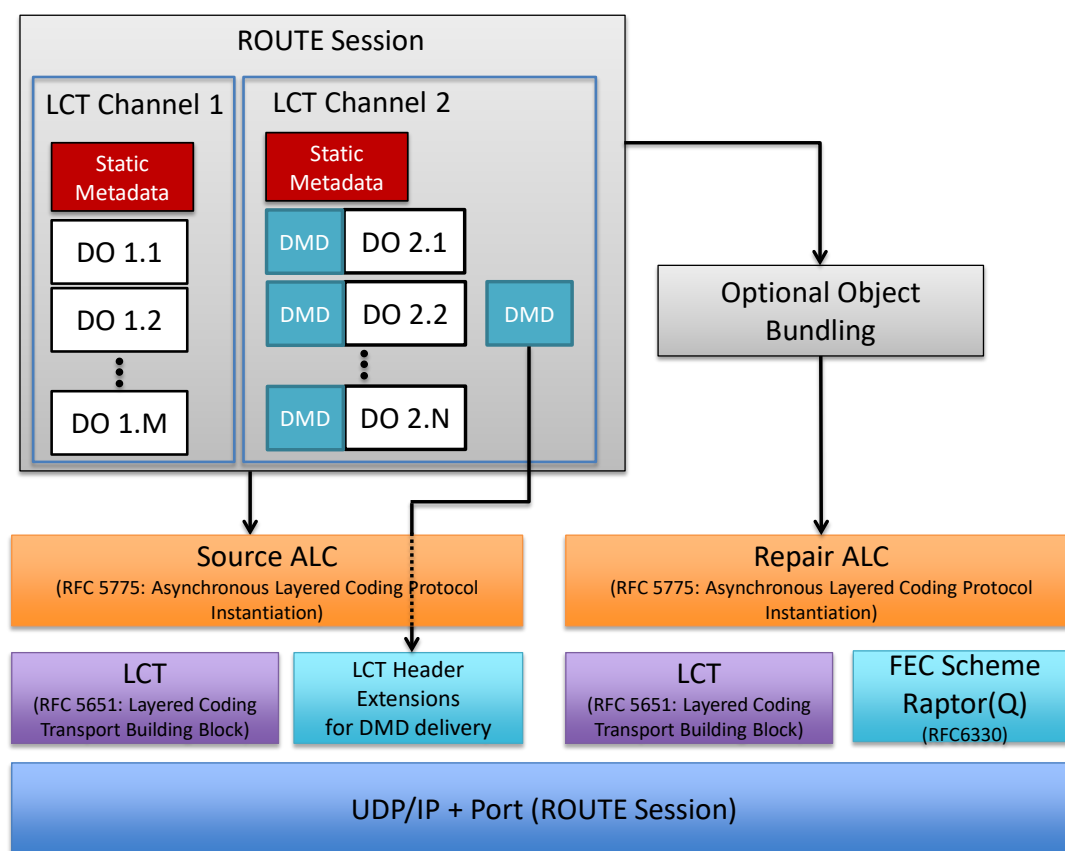 ROUTE Session
LCT Channel 1
Static
Metadata
DO 1.1
DO 1.2
DO 1.M
LCT Channel 2
Static
Metadata
DMD
DO 2.1
DMD
DO 2.2
DMD
DMD
DO 2.N
Optional Object
Bundling
Source ALC
(RFC 5775: Asynchronous Layered Coding Protocol
Instantiation)
Repair ALC
(RFC 5775: Asynchronous Layered Coding Protocol
Instantiation)
LCT
(RFC 5651: Layered Coding
Transport Building Block)
LCT Header
Extensions
for DMD delivery
LCT
(RFC 5651: Layered Coding
Transport Building Block)
FEC Scheme
Raptor(Q)
(RFC6330)
UDP/IP + Port (ROUTE Session)